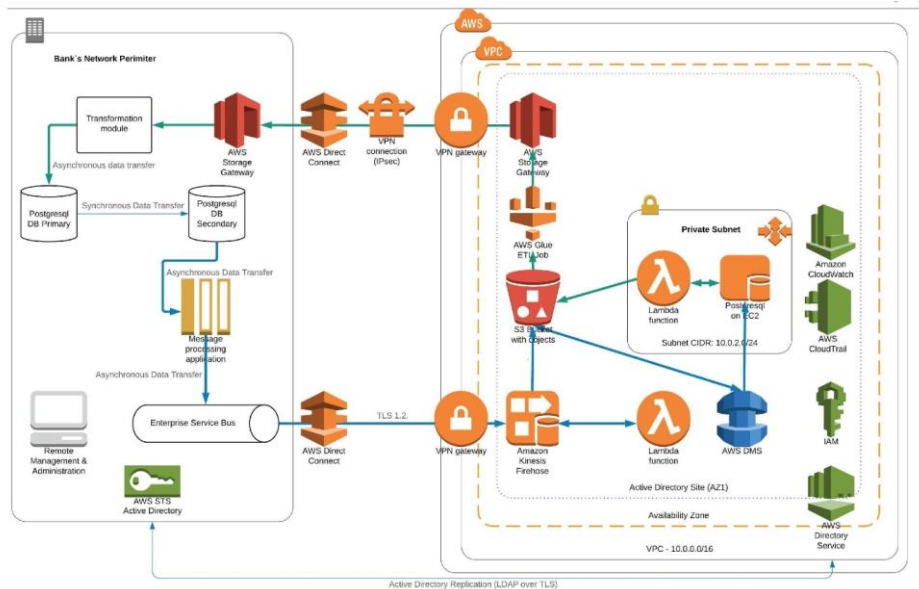 AWS
VPC
Bank`s Network Perimiter
Transformation
module
AWS
Storage
Gateway
AWS Direct
Connect
VPN
connection
(IPsec)
VPN gateway
AWS
Storage
Gateway
Asynchronous data transfer
Postgresql
DB Primary
Synchronous Data Transfer
Postgresql
DB
Secondary
AWS Glue
ETL Job
Private Subnet
Amazon
CloudWatch
Asynchronous Data Transfer
S3 Bucket
with objects
Lambda
function
Postgresql
on EC2
Subnet CIDR: 10.0.2.0/24
AWS
CloudTrail
Message
processing
application
Asynchronous Data Transfer
Enterprise Service Bus
AWS Direct
Connect
TLS 1.2.
VPN gateway
Amazon
Kinesis
Firehose
Lambda
function
AWS DMS
IAM
Remote
Management &
Administration
AWS STS
Active Directory
Active Directory Site (AZ1)
Availability Zone
AWS
Directory
Service
VPC - 10.0.0.0/16
Active Directory Replication (LDAP over TLS)